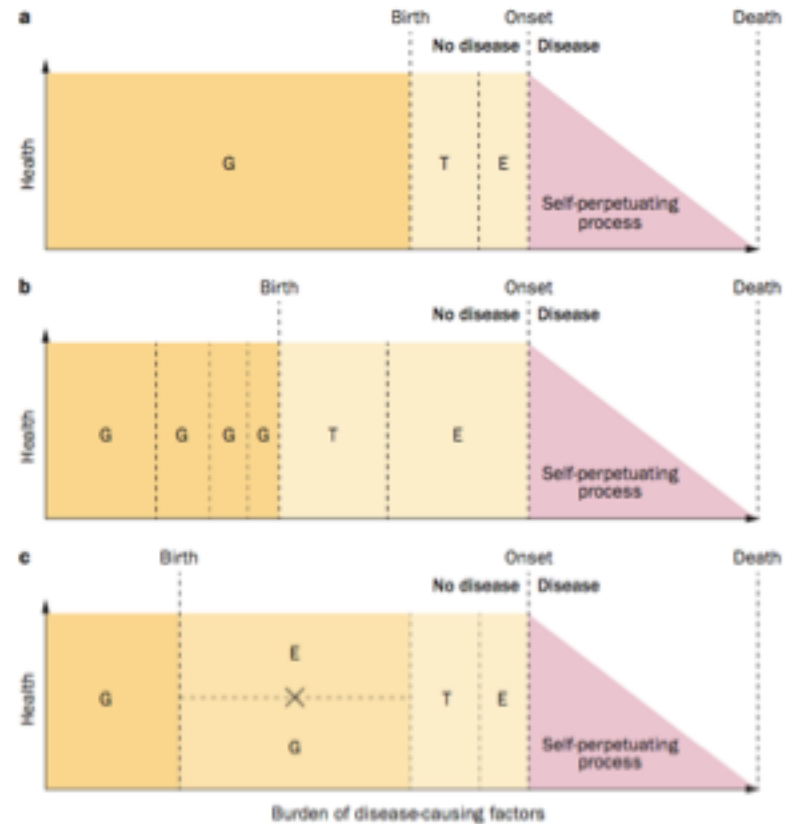 a
Birth Onset Death
No disease Disease
Health
G T E
Self-perpetuating
process
b
Birth Onset Death
No disease Disease
Health
G G G G T E
Self-perpetuating
process
c
Birth Onset Death
No disease Disease
Health
E
G T E
G
Self-perpetuating
process
Burden of disease-causing factors